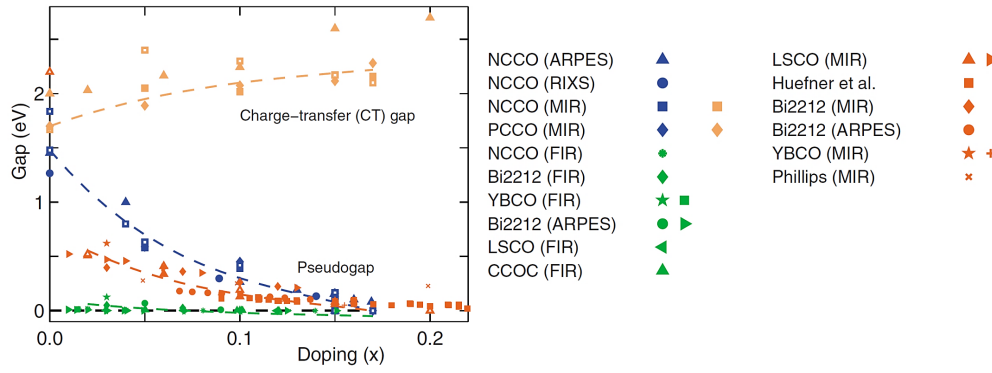 2
1
0
Gap (eV)
0.0
0.1
0.2
Doping (x)
Charge-transfer (CT) gap
Pseudogap
NCCO (ARPES)
NCCO (RIXS)
NCCO (MIR)
PCCO (MIR)
NCCO (FIR)
Bi2212 (FIR)
YBCO (FIR)
Bi2212 (ARPES)
LSCO (FIR)
CCOC (FIR)
LSCO (MIR)
Huefner et al.
Bi2212 (MIR)
Bi2212 (ARPES)
YBCO (MIR)
Phillips (MIR)